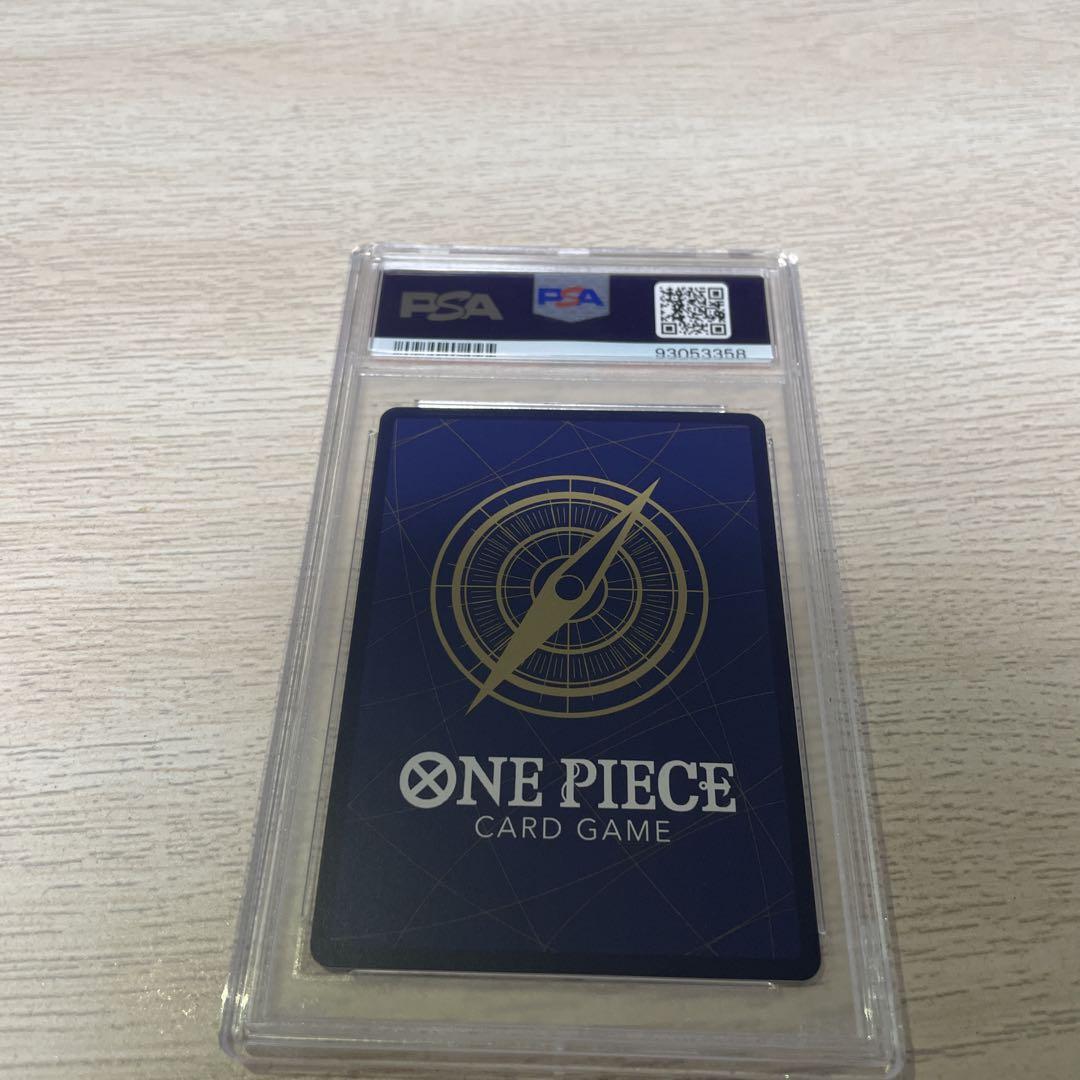 PSA PSA
93053358
ONE PIECE
CARD GAME